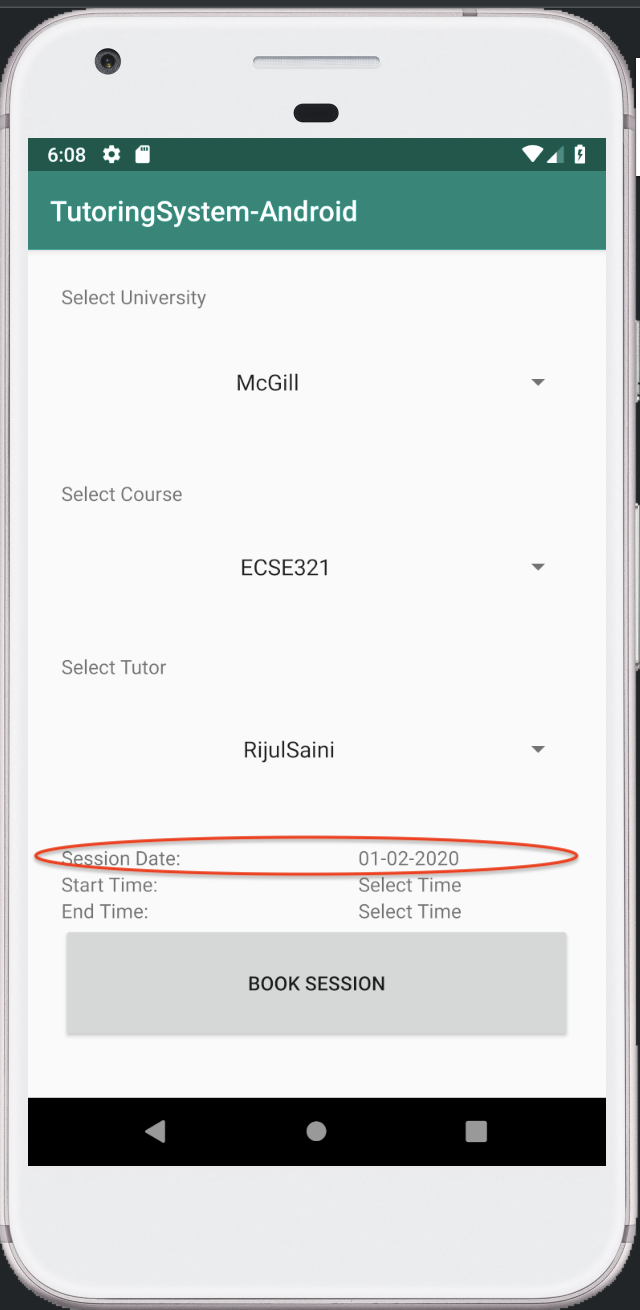 6:08
TutoringSystem-Android
Select University
McGill
Select Course
ECSE321
Select Tutor
RijulSaini
Session Date: 01-02-2020
Start Time: Select Time
End Time: Select Time
BOOK SESSION